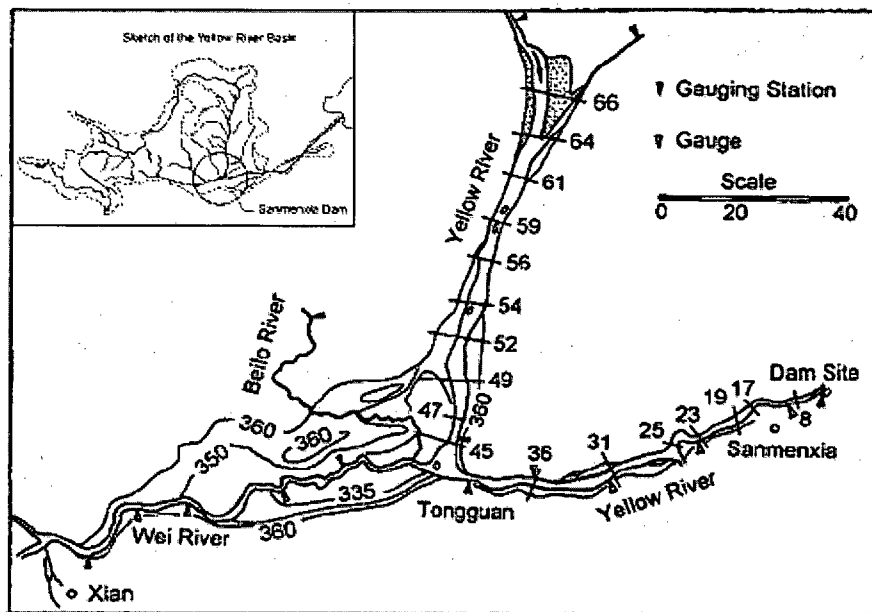 Sketch of the Yellow River Basin
Sanmenxia Dam
Gauging Station
Gauge
Scale
0 20 40
66
64
61
59
56
54
52
49
47
45
360
Yellow River
Beilo River
360
360
350
335
360
Wei River
Xian
Tongguan
36
31
25
23
19
17
8
Dam Site
Sanmenxia
Yellow River